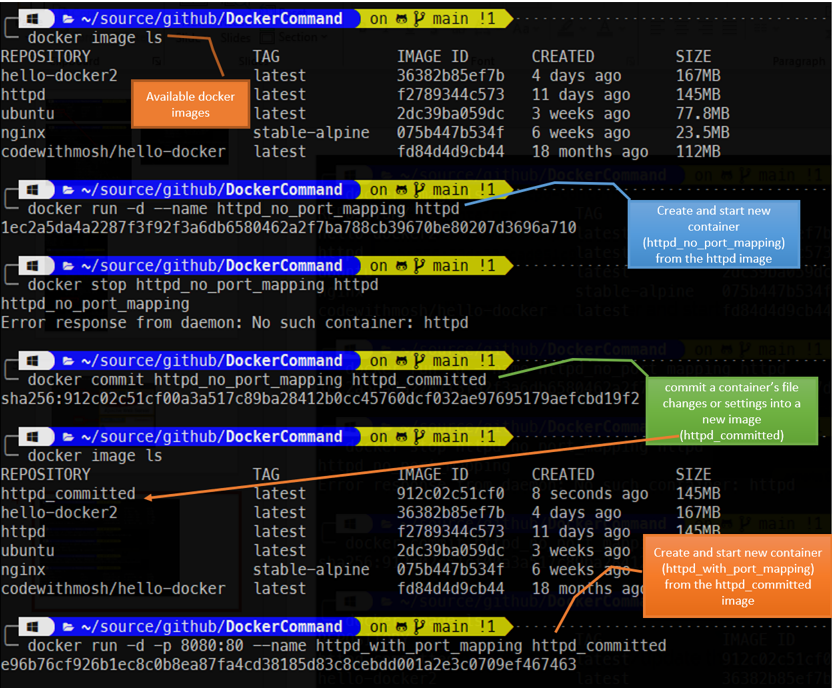 ~/source/github/DockerCommand on main !1
docker image ls
REPOSITORY TAG IMAGE ID CREATED SIZE
hello-docker2 latest 36382b85ef7b 4 days ago 167MB
httpd latest f2789344c573 11 days ago 145MB
ubuntu latest 2dc39ba059dc 3 weeks ago 77.8MB
nginx stable-alpine 075b447b534f 6 weeks ago 23.5MB
codewithmosh/hello-docker latest fd84d4d9cb44 18 months ago 112MB
Available docker
images
~/source/github/DockerCommand on main !1
docker run -d --name httpd_no_port_mapping httpd
1ec2a5da4a2287f3f92f3a6db6580462a2f7ba788cb39670be80207d3696a710
Create and start new
container
(httpd_no_port_mapping)
from the httpd image
~/source/github/DockerCommand on main !1
docker stop httpd_no_port_mapping httpd
httpd_no_port_mapping
Error response from daemon: No such container: httpd
~/source/github/DockerCommand on main !1
docker commit httpd_no_port_mapping httpd_committed
sha256:912c02c51cf00a3a517c89ba28412b0cc45760dcf032ae97695179aefcbd19f2
commit a container's file
changes or settings into a
new image
(httpd_committed)
~/source/github/DockerCommand on main !1
docker image ls
REPOSITORY TAG IMAGE ID CREATED SIZE
httpd_committed latest 912c02c51cf0 8 seconds ago 145MB
hello-docker2 latest 36382b85ef7b 4 days ago 167MB
httpd latest f2789344c573 11 days ago 145MB
ubuntu latest 2dc39ba059dc 3 weeks ago
nginx stable-alpine 075b447b534f 6 weeks ago
codewithmosh/hello-docker latest fd84d4d9cb44 18 months ago
Create and start new container
(httpd_with_port_mapping)
from the httpd_committed
image
~/source/github/DockerCommand on main !1
docker run -d -p 8080:80 --name httpd_with_port_mapping httpd_committed
e96b76cf926b1ec8c0b8ea87fa4cd38185d83c8cebdd001a2e3c0709ef467463